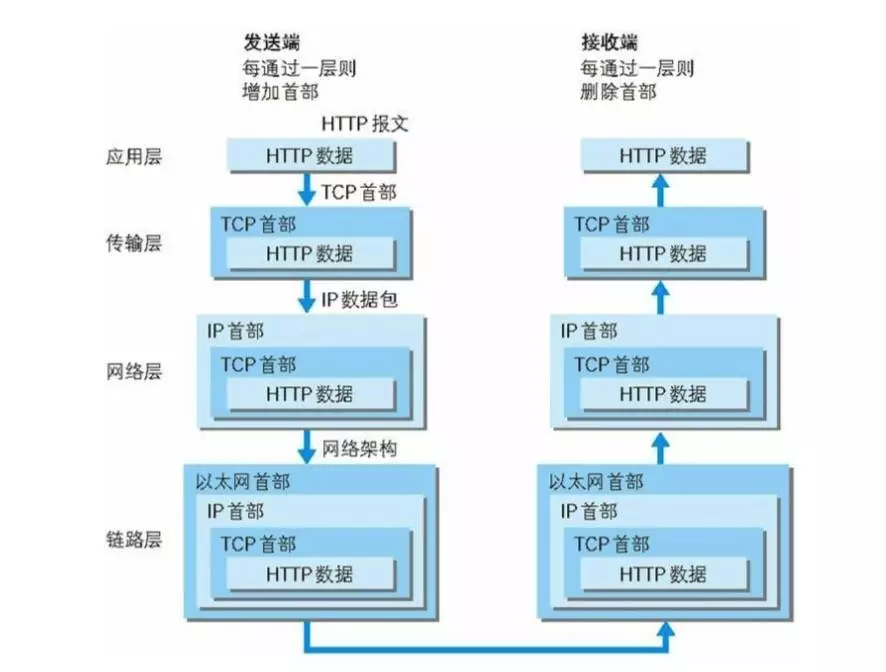 发送端
每通过一层则
增加首部
接收端
每通过一层则
删除首部
HTTP 报文
应用层
HTTP 数据
HTTP 数据
TCP 首部
传输层
TCP 首部
HTTP 数据
TCP 首部
HTTP 数据
IP 数据包
网络层
IP 首部
TCP 首部
HTTP 数据
IP 首部
TCP 首部
HTTP 数据
网络架构
链路层
以太网首部
IP 首部
TCP 首部
HTTP 数据
以太网首部
IP 首部
TCP 首部
HTTP 数据